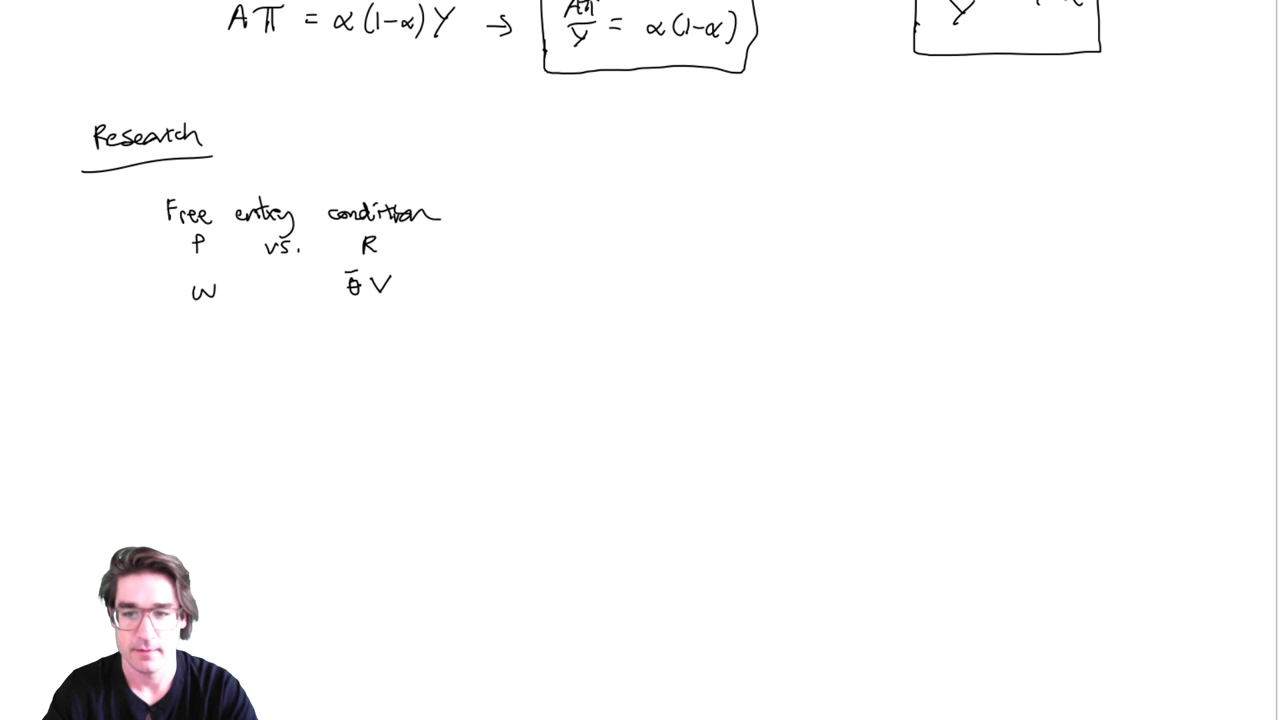 Aπ = α(1-α)Y → Aπ/Y = α(1-α)
Y
Research
Free entry condition
P vs. R
w θ̄ V